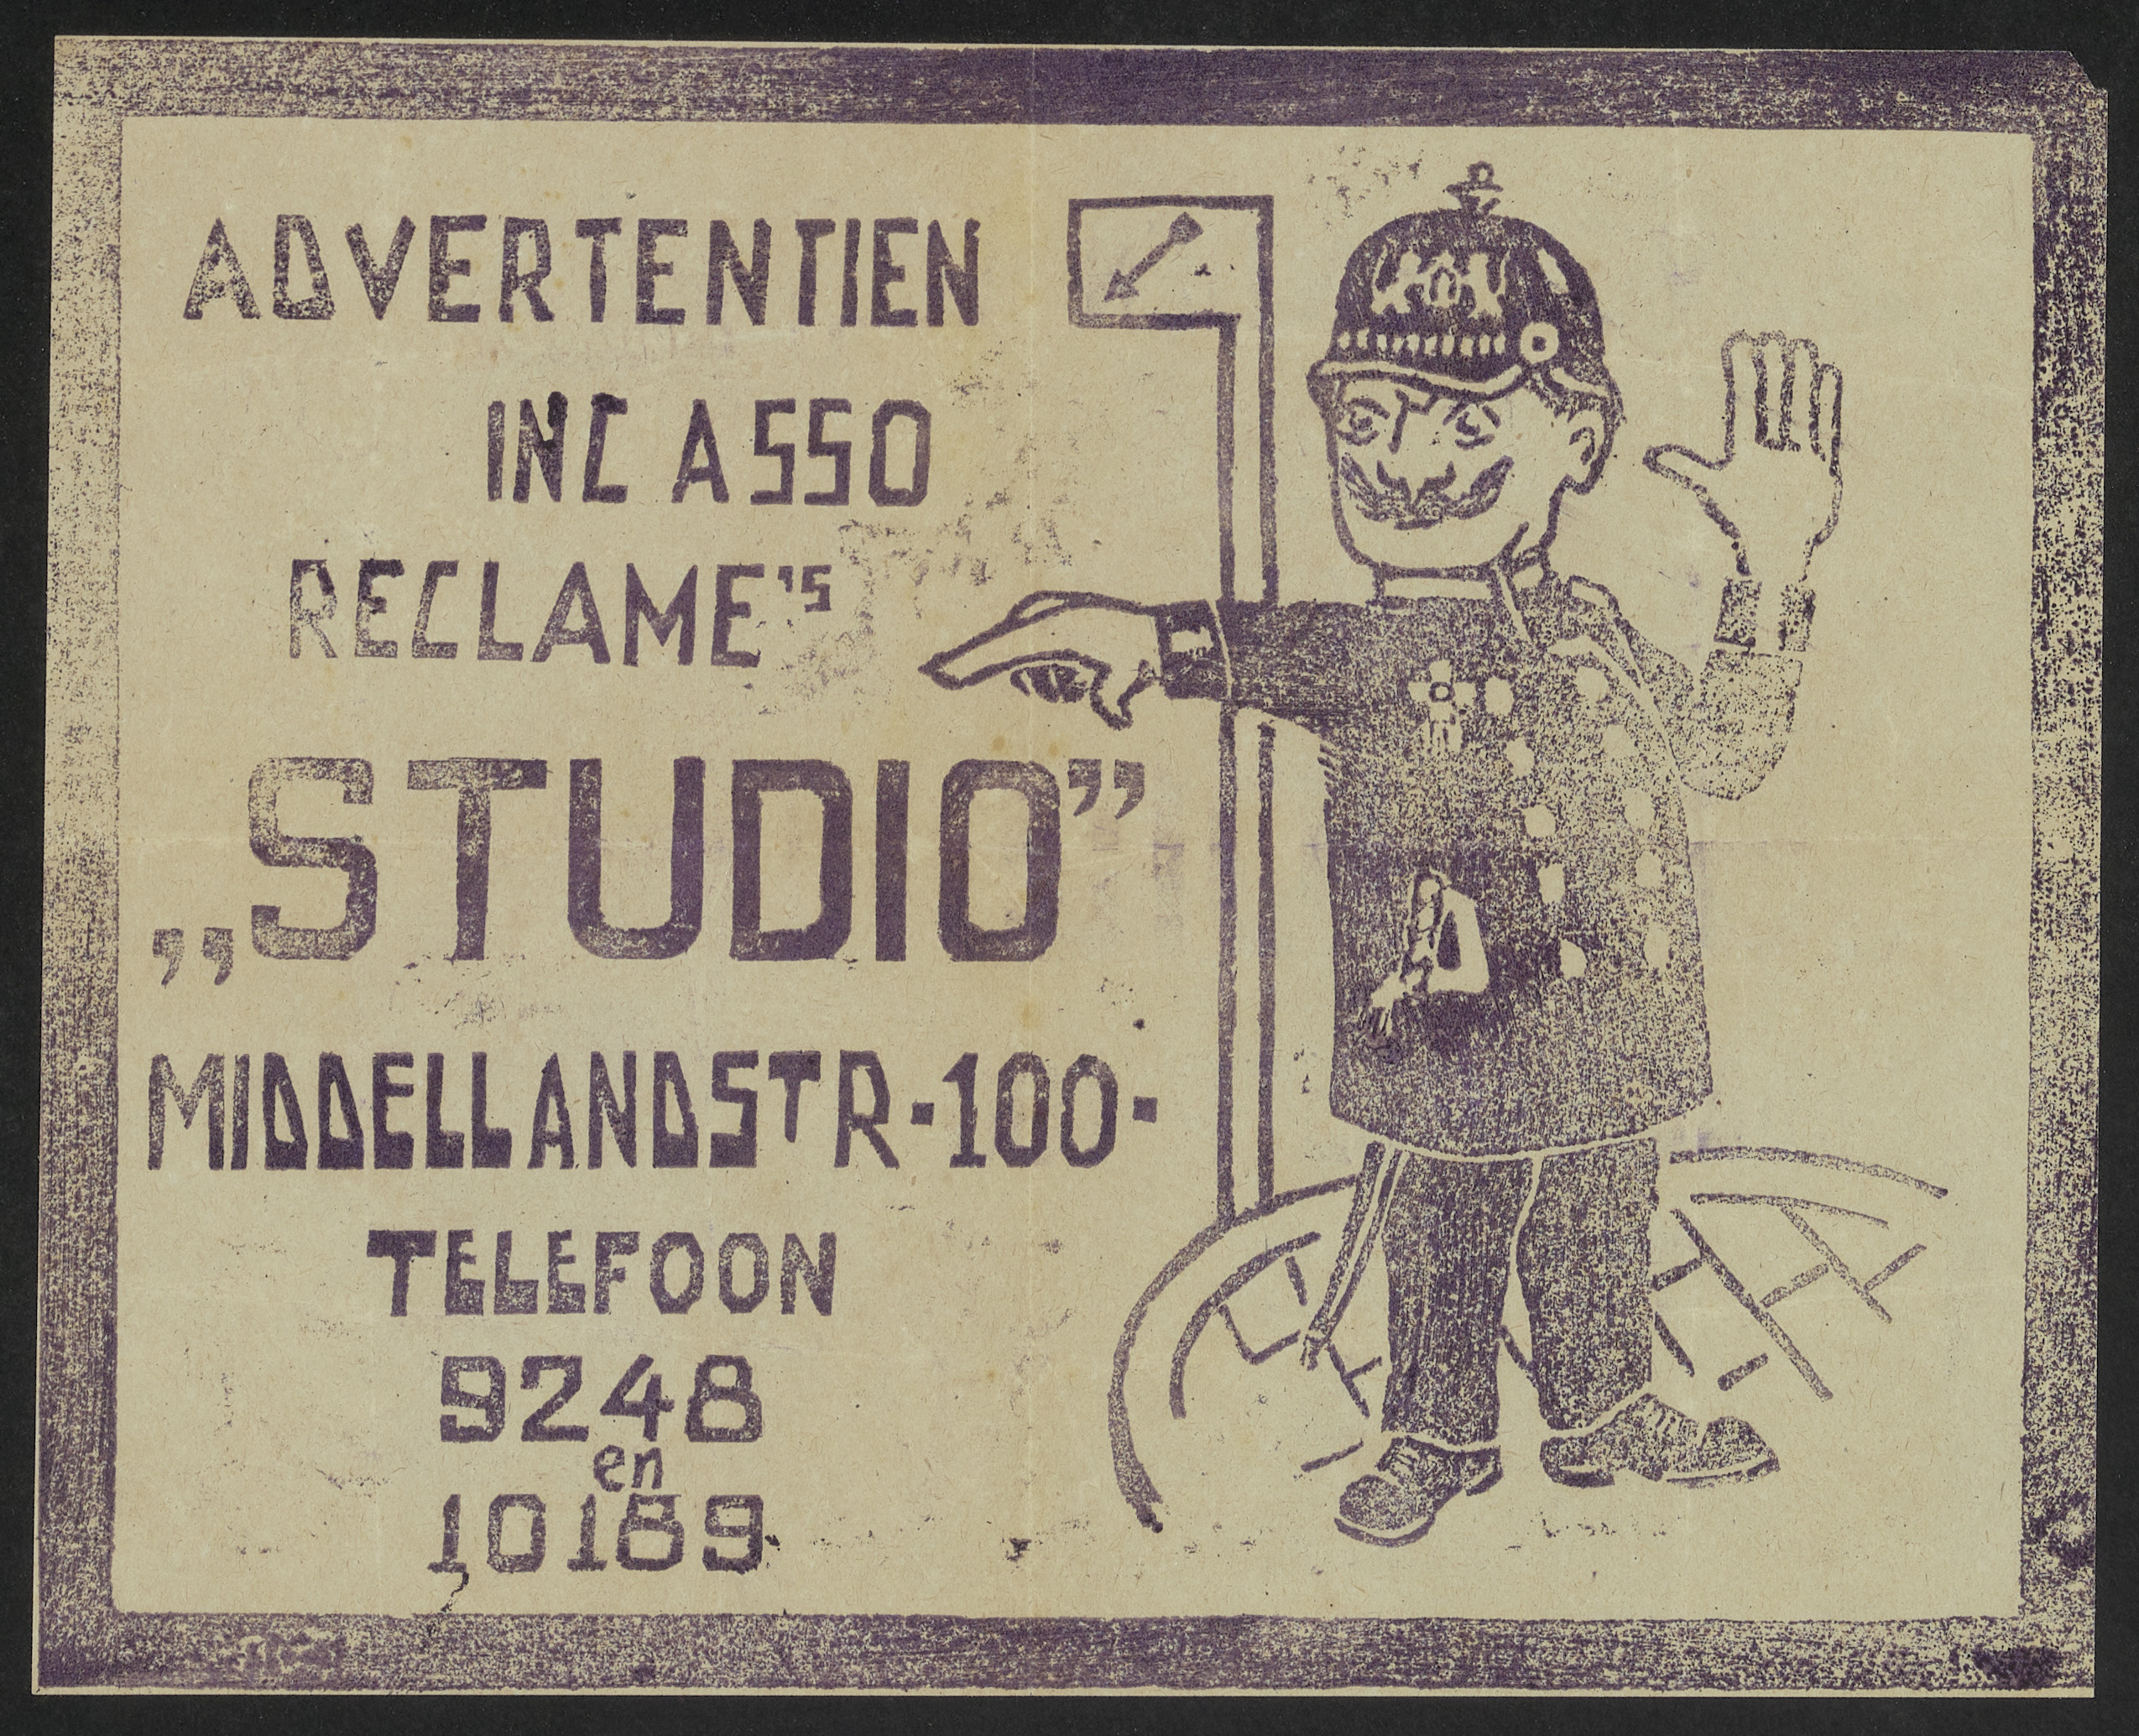 ADVERTENTIEN
INCASSO
RECLAME'S
„STUDIO”
MIDDELLANDSTR-100-
TELEFOON
9248
en
10189